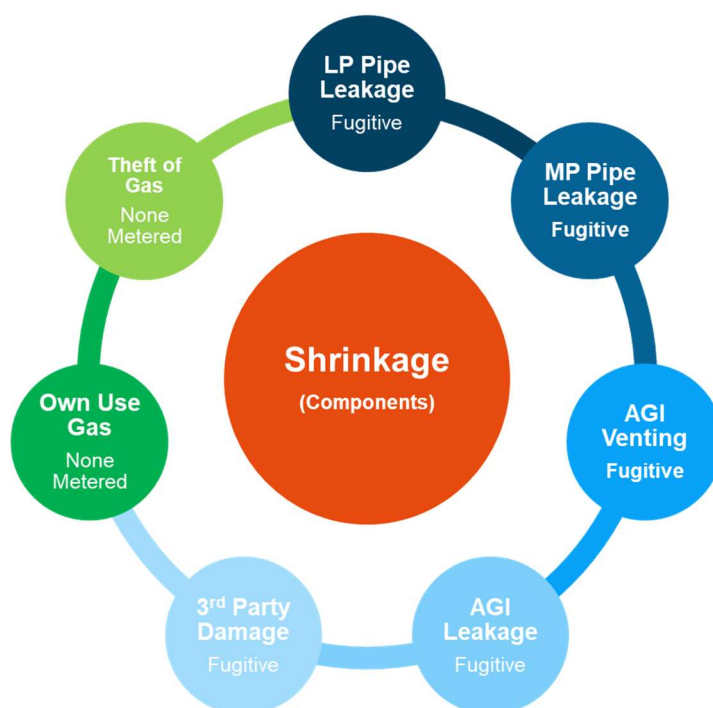 LP Pipe
Leakage
Fugitive
MP Pipe
Leakage
Fugitive
AGI
Venting
Fugitive
AGI
Leakage
Fugitive
3rd Party
Damage
Fugitive
Own Use
Gas
None
Metered
Theft of
Gas
None
Metered
Shrinkage
(Components)